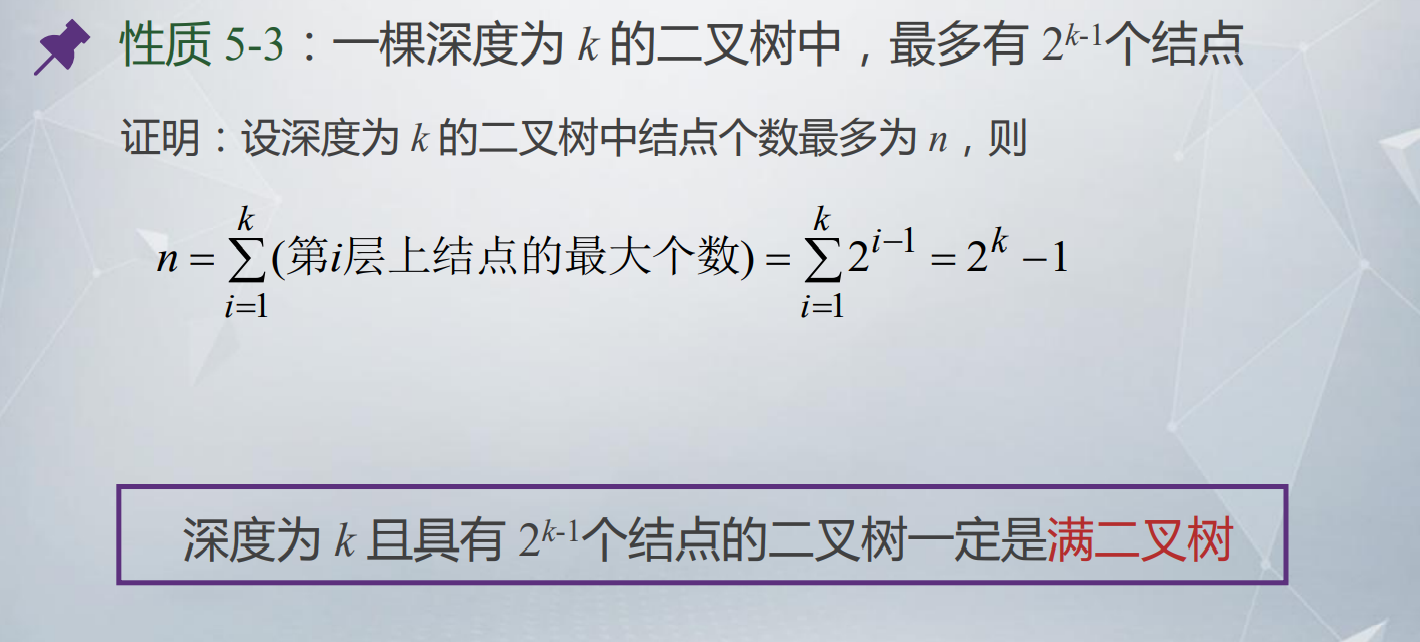 性质 5-3：一棵深度为 k 的二叉树中，最多有 2^{k-1}个结点
证明：设深度为 k 的二叉树中结点个数最多为 n，则
n = \sum_{i=1}^{k}(第i层上结点的最大个数) = \sum_{i=1}^{k}2^{i-1} = 2^{k}-1
深度为 k 且具有 2^{k-1}个结点的二叉树一定是满二叉树